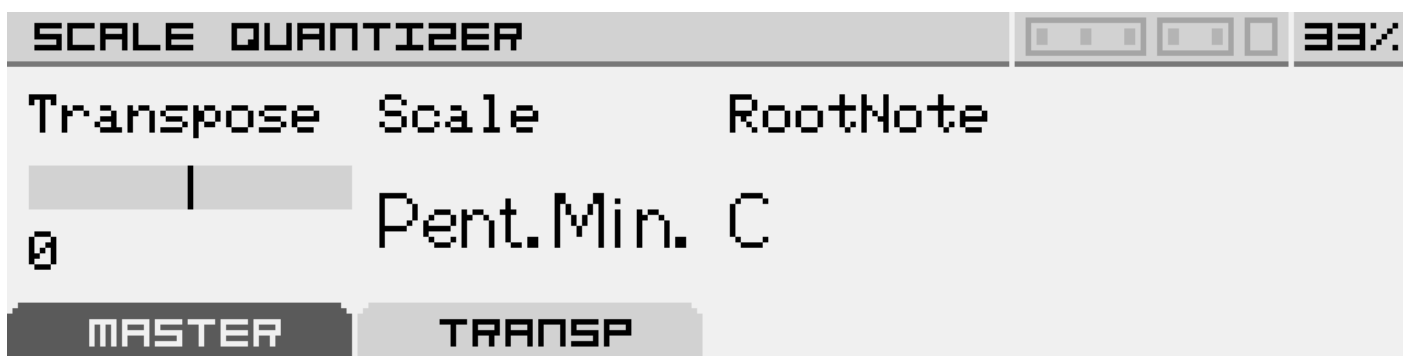 SCALE QUANTIZER 33%
Transpose Scale RootNote
Pent.Min. C
0
MASTER TRANSP